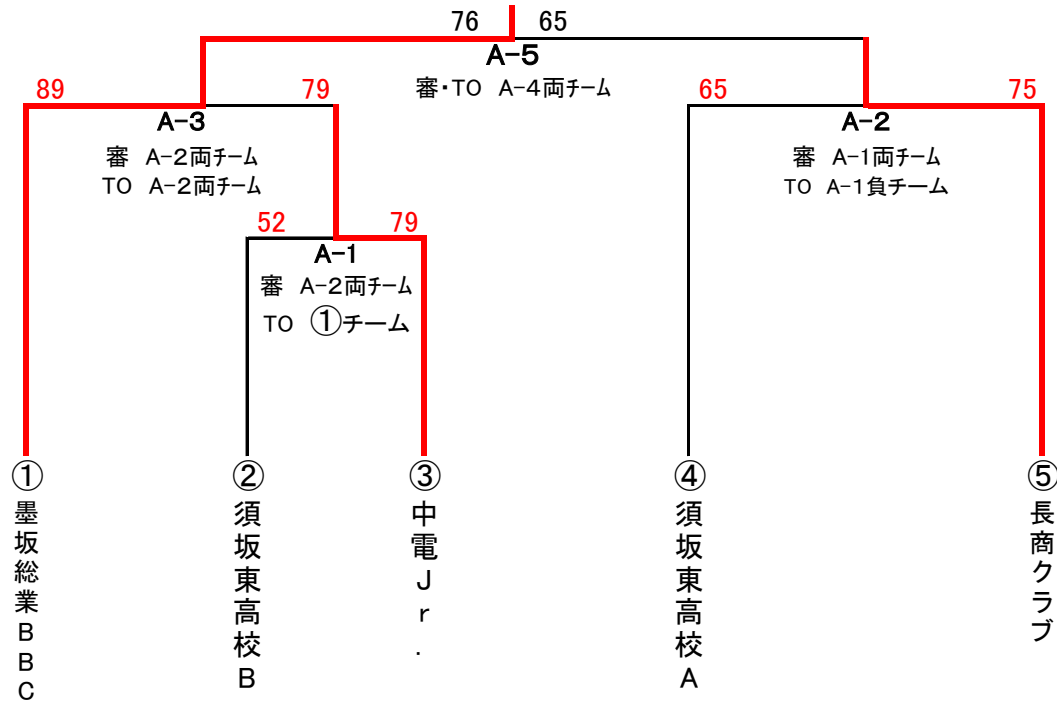 76 65
A-5
審・TO A-4両チーム
89 79
A-3
審 A-2両チーム
TO A-2両チーム
65 75
A-2
審 A-1両チーム
TO A-1負チーム
52 79
A-1
審 A-2両チーム
TO ①チーム
①墨坂総業BBC
②須坂東高校B
③中電Jr.
④須坂東高校A
⑤長商クラブ